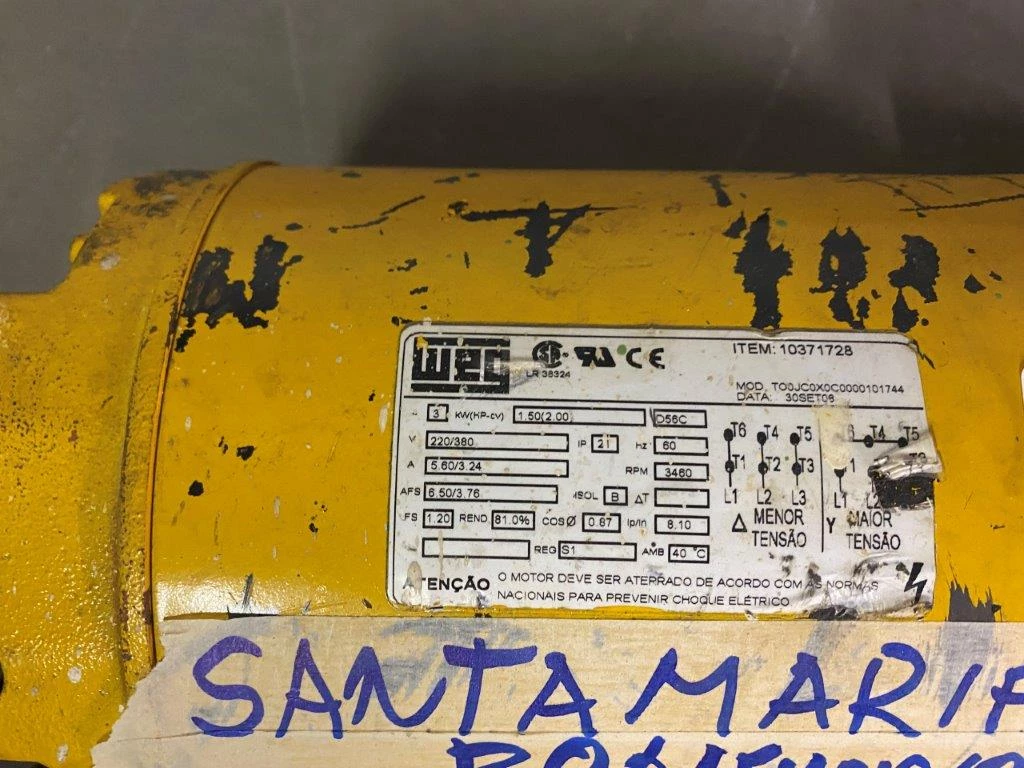 WEG
LR 38324
ITEM: 10371728
MOD. TO0JC0X0C0000101744
DATA: 30SET08
~ 3 KW(HP-cv) 1.50(2.00) D56C
V 220/380 IP 21 Hz 60
A 5.60/3.24 RPM 3460
AFS 6.50/3.76 ISOL B ΔT
FS 1.20 REND. 81.0% COSØ 0.87 Ip/In 8.10
REG S1 AMB 40 °C
T6 T4 T5
T1 T2 T3
L1 L2 L3
Δ MENOR TENSÃO
T4 T5
L1 L2
Y MAIOR TENSÃO
ATENÇÃO O MOTOR DEVE SER ATERRADO DE ACORDO COM AS NORMAS
NACIONAIS PARA PREVENIR CHOQUE ELÉTRICO
SANTA MARIA